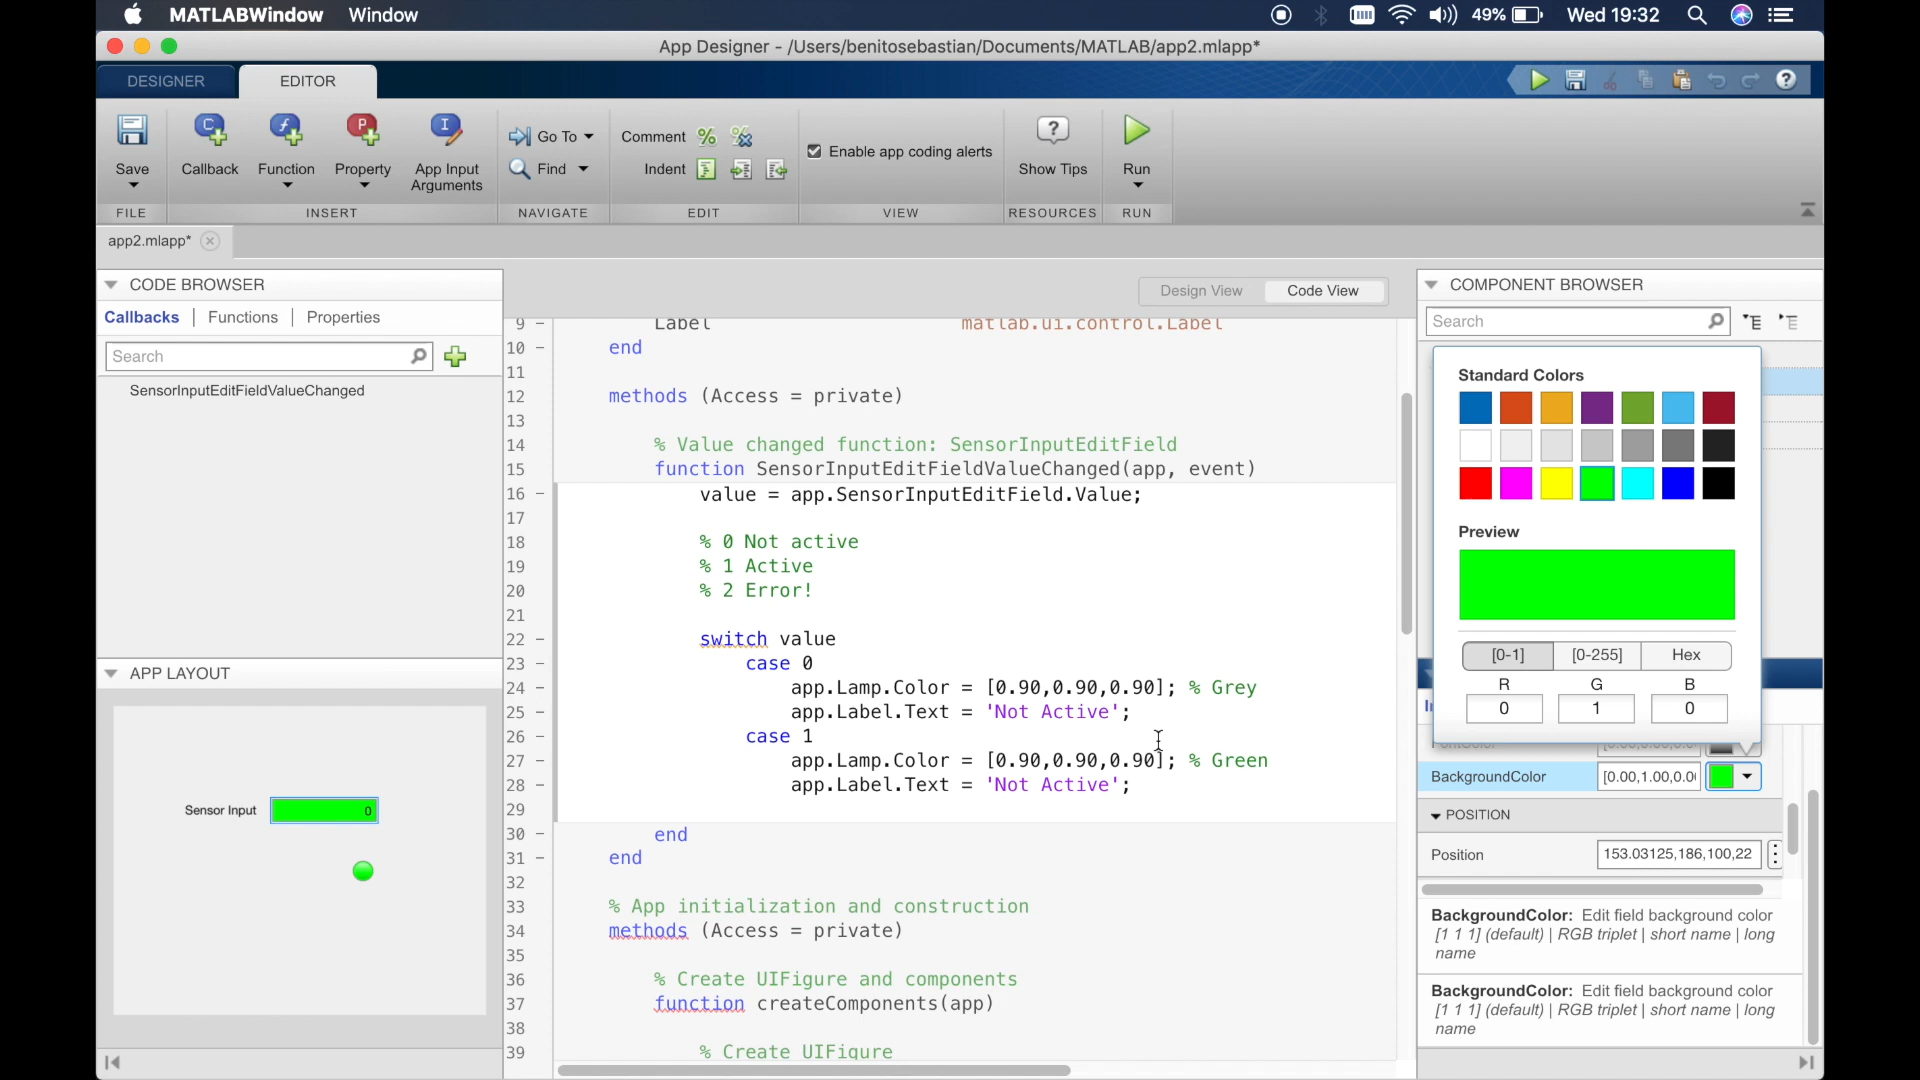 MATLABWindow Window 49% Wed 19:32
App Designer - /Users/benitosebastian/Documents/MATLAB/app2.mlapp*
DESIGNER EDITOR
Save Callback Function Property App Input Arguments
Go To
Find
Comment
Indent
Enable app coding alerts
Show Tips
Run
FILE INSERT NAVIGATE EDIT VIEW RESOURCES RUN
app2.mlapp*
CODE BROWSER
Callbacks Functions Properties
Search
SensorInputEditFieldValueChanged
APP LAYOUT
Sensor Input 0
Design View Code View
9 – Label matlab.ui.control.Label
10 – end
11
12 methods (Access = private)
13
14 % Value changed function: SensorInputEditField
15 function SensorInputEditFieldValueChanged(app, event)
16 – value = app.SensorInputEditField.Value;
17
18 % 0 Not active
19 % 1 Active
20 % 2 Error!
21
22 – switch value
23 – case 0
24 – app.Lamp.Color = [0.90,0.90,0.90]; % Grey
25 – app.Label.Text = 'Not Active';
26 – case 1
27 – app.Lamp.Color = [0.90,0.90,0.90]; % Green
28 – app.Label.Text = 'Not Active';
29
30 – end
31 – end
32
33 % App initialization and construction
34 methods (Access = private)
35
36 % Create UIFigure and components
37 function createComponents(app)
38
39 % Create UIFigure
COMPONENT BROWSER
Search
Standard Colors
Preview
[0-1] [0-255] Hex
R G B
0 1 0
BackgroundColor [0.00,1.00,0.0
POSITION
Position 153.03125,186,100,22
BackgroundColor: Edit field background color
[1 1 1] (default) | RGB triplet | short name | long
name
BackgroundColor: Edit field background color
[1 1 1] (default) | RGB triplet | short name | long
name